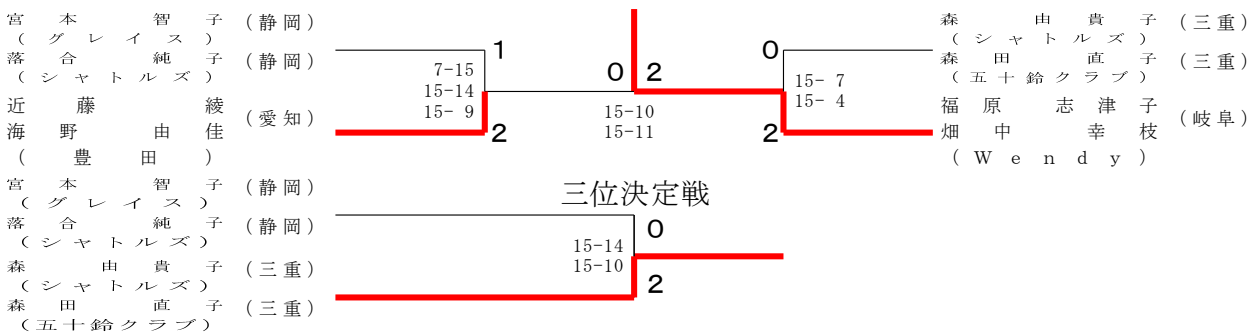 宮本 智子 (静岡)
(グレイス)
落合 純子 (静岡)
(シャトルズ)
近藤 綾
海野 由佳 (愛知)
(豊田)
1
7-15
15-14
15- 9
2
0 2
15-10
15-11
0
15- 7
15- 4
2
森 由貴子 (三重)
(シャトルズ)
森田 直子 (三重)
(五十鈴クラブ)
福原 志津子
畑中 幸枝 (岐阜)
(Wendy)
三位決定戦
宮本 智子 (静岡)
(グレイス)
落合 純子 (静岡)
(シャトルズ)
森 由貴子 (三重)
(シャトルズ)
森田 直子 (三重)
(五十鈴クラブ)
0
15-14
15-10
2